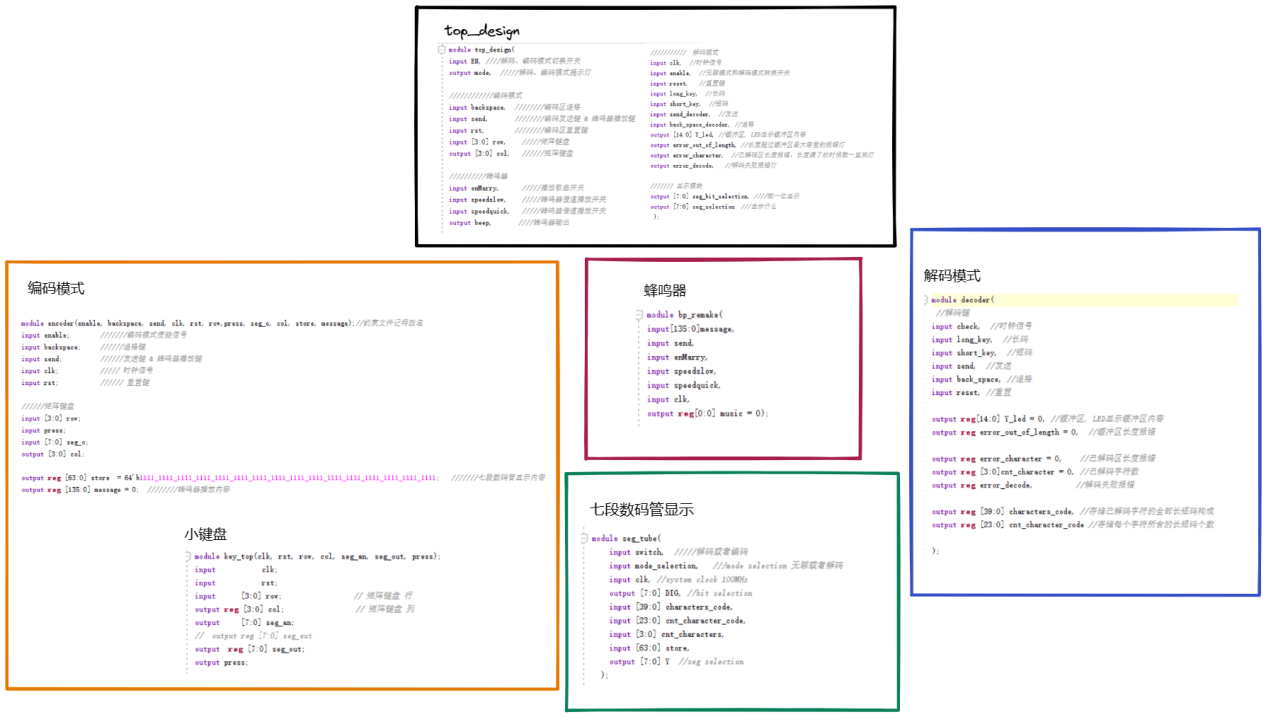 top_design
module top_design(
input EN, ////解码、编码模式切换开关
output mode, /////解码、编码模式提示灯
////////////编码模式
input backspace, ////////编码区退格
input send, ////////编码发送键 & 蜂鸣器播放键
input rst, ////////编码区重置键
input [3:0] row, /////矩阵键盘
output [3:0] col, //////矩阵键盘
//////////蜂鸣器
input enMarry, /////播放歌曲开关
input speedslow, /////蜂鸣器慢速播放开关
input speedquick, /////蜂鸣器倍速播放开关
output beep, ////蜂鸣器输出
/////////// 解码模式
input clk, //时钟信号
input enable, //无聊模式和解码模式转换开关
input reset, //重置键
input long_key, //长码
input short_key, //短码
input send_decoder, //发送
input back_space_decoder, //退格
output [14:0] Y_led, //缓冲区, LED显示缓冲区内容
output error_out_of_length, //长度超过缓冲区最大容量的报错灯
output error_character, //已解码区长度报错, 长度满了的时候就一直亮灯
output error_decode, //解码失败报错灯
/////// 显示模块
output [7:0] seg_bit_selection, ////哪一位显示
output [7:0] seg_selection ///显示什么
);
编码模式
module encoder(enable, backspace, send, clk, rst, row,press, seg_o, col, store, message);//约束文件记得改名
input enable; ///////编码模式使能信号
input backspace; //////退格键
input send; //////发送键 & 蜂鸣器播放键
input clk; ///// 时钟信号
input rst; ////// 重置键
//////矩阵键盘
input [3:0] row;
input press;
input [7:0] seg_o;
output [3:0] col;
output reg [63:0] store = 64'b1111_1111_1111_1111_1111_1111_1111_1111_1111_1111_1111_1111_1111_1111_1111_1111; ///////七段数码管显示内容
output reg [135:0] message = 0; ////////蜂鸣器播放内容
小键盘
module key_top(clk, rst, row, col, seg_an, seg_out, press);
input clk;
input rst;
input [3:0] row; // 矩阵键盘 行
output reg [3:0] col; // 矩阵键盘 列
output [7:0] seg_an;
// output reg [7:0] seg_out
output reg [7:0] seg_out;
output press;
蜂鸣器
module bp_remake(
input[135:0]message,
input send,
input enMarry,
input speedslow,
input speedquick,
input clk,
output reg[0:0] music = 0);
七段数码管显示
module seg_tube(
input switch, /////解码或者编码
input mode_selection, ///mode selection 无聊或者解码
input clk, //system clock 100MHz
output [7:0] DIG, //bit selection
input [39:0] characters_code,
input [23:0] cnt_character_code,
input [3:0] cnt_characters,
input [63:0] store,
output [7:0] Y //seg selection
);
解码模式
module decoder(
//解码键
input check, //时钟信号
input long_key, //长码
input short_key, //短码
input send, //发送
input back_space, //退格
input reset, //重置
output reg[14:0] Y_led = 0, //缓冲区, LED显示缓冲区内容
output reg error_out_of_length = 0, //缓冲区长度报错
output reg error_character = 0, //已解码区长度报错
output reg [3:0]cnt_character = 0, //已解码字符数
output reg error_decode, //解码失败报错
output reg [39:0] characters_code, //存储已解码字符的全部长短码构成
output reg [23:0] cnt_character_code //存储每个字符所含的长短码个数
);